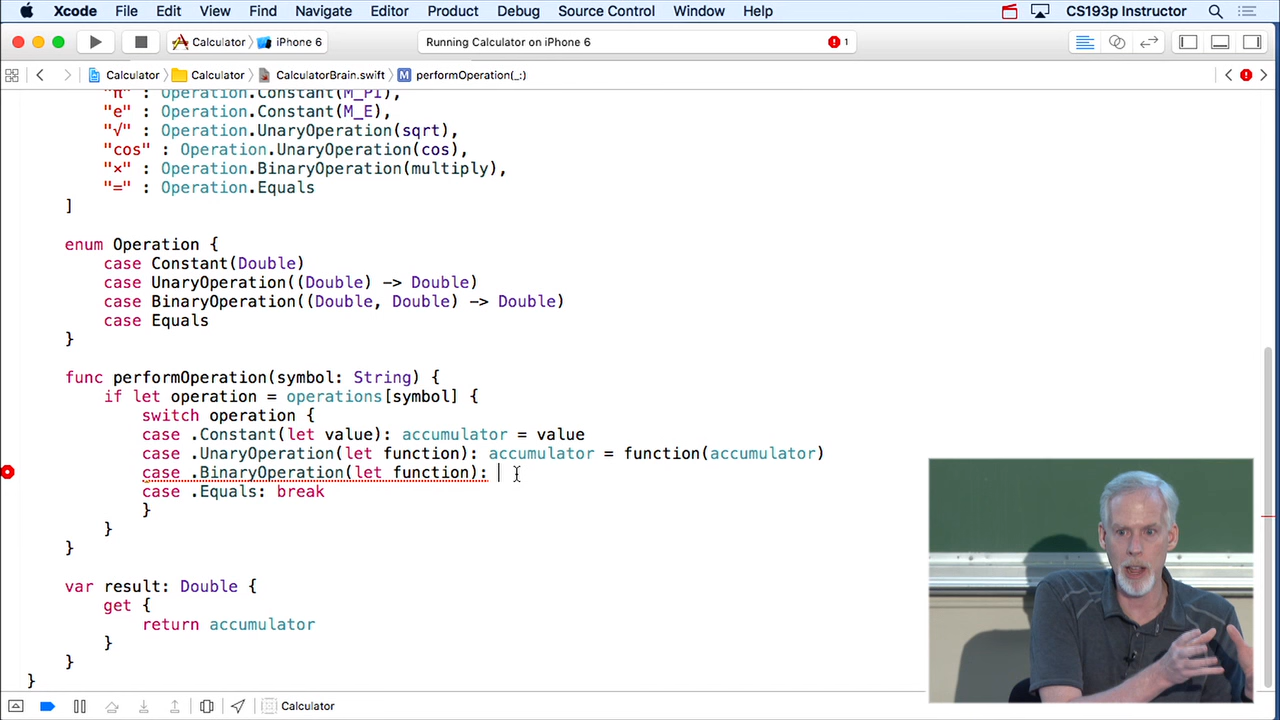 Xcode File Edit View Find Navigate Editor Product Debug Source Control Window Help CS193p Instructor
Calculator iPhone 6 Running Calculator on iPhone 6 1
Calculator Calculator CalculatorBrain.swift M performOperation(_:)
"π" : Operation.Constant(M_PI),
"e" : Operation.Constant(M_E),
"√" : Operation.UnaryOperation(sqrt),
"cos" : Operation.UnaryOperation(cos),
"×" : Operation.BinaryOperation(multiply),
"=" : Operation.Equals
]
enum Operation {
case Constant(Double)
case UnaryOperation((Double) -> Double)
case BinaryOperation((Double, Double) -> Double)
case Equals
}
func performOperation(symbol: String) {
if let operation = operations[symbol] {
switch operation {
case .Constant(let value): accumulator = value
case .UnaryOperation(let function): accumulator = function(accumulator)
case .BinaryOperation(let function):
case .Equals: break
}
}
}
var result: Double {
get {
return accumulator
}
}
}
Calculator